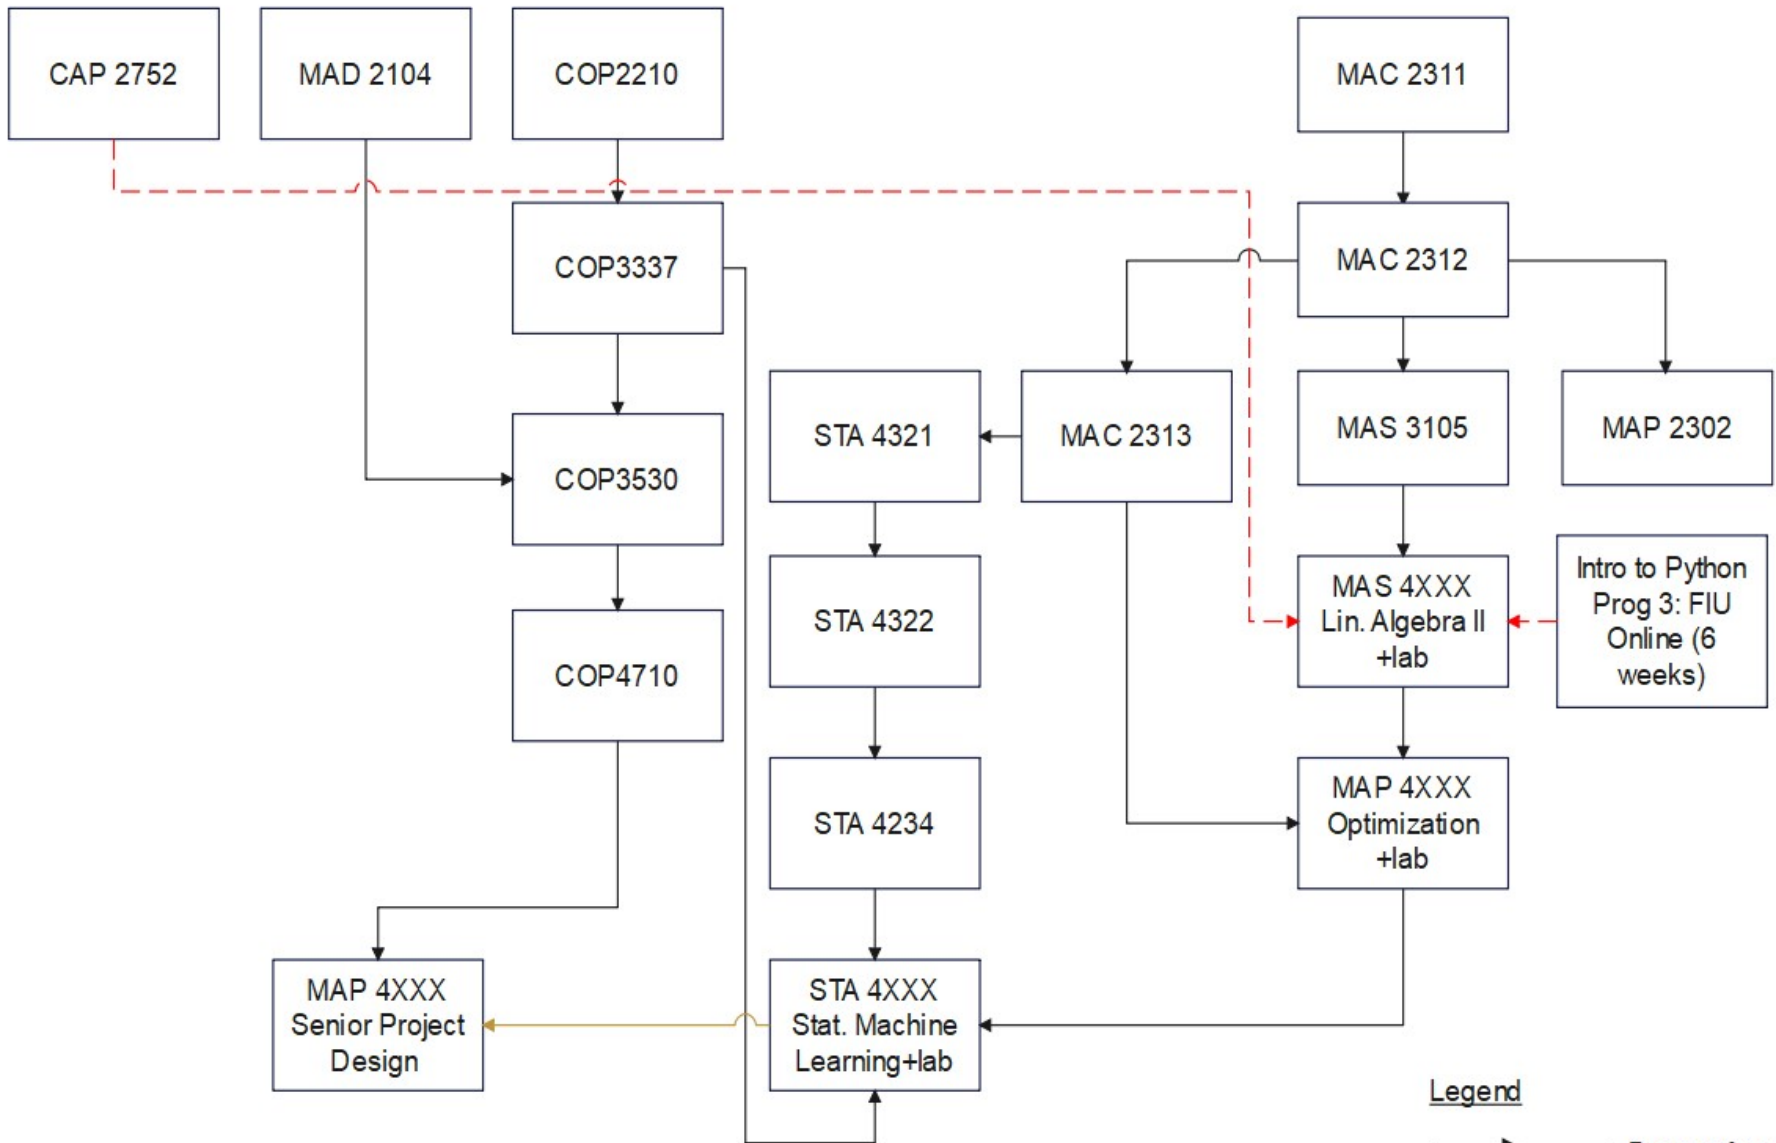 CAP 2752
MAD 2104
COP2210
MAC 2311
COP3337
MAC 2312
STA 4321
MAC 2313
MAS 3105
MAP 2302
COP3530
STA 4322
MAS 4XXX
Lin. Algebra II
+lab
Intro to Python
Prog 3: FIU
Online (6
weeks)
COP4710
STA 4234
MAP 4XXX
Optimization
+lab
MAP 4XXX
Senior Project
Design
STA 4XXX
Stat. Machine
Learning+lab
Legend